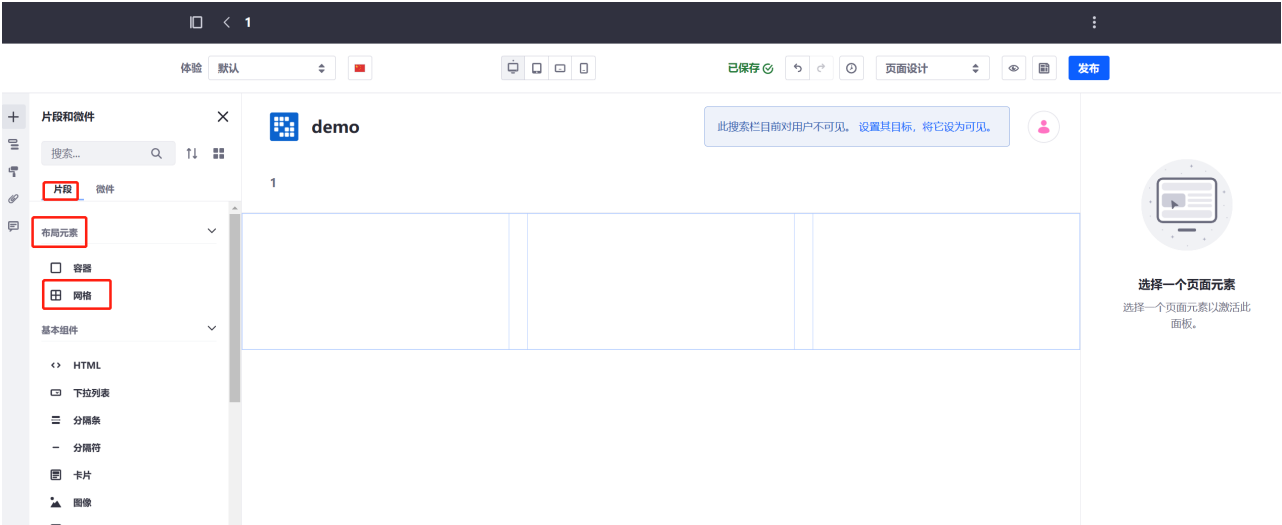 1
体验 默认
已保存 页面设计 发布
片段和微件
搜索...
片段 微件
布局元素
容器
网格
基本组件
HTML
下拉列表
分隔条
分隔符
卡片
图像
demo
此搜索栏目前对用户不可见。 设置其目标，将它设为可见。
1
选择一个页面元素
选择一个页面元素以激活此
面板。